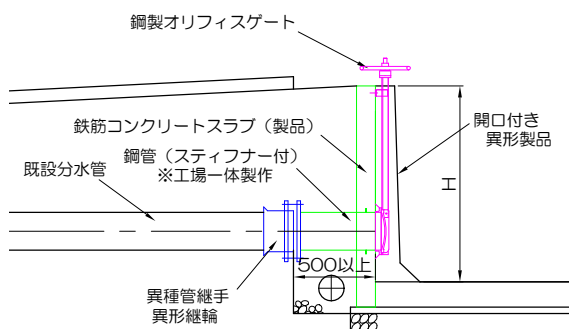 鋼製オリフィスゲート
鉄筋コンクリートスラブ（製品）
開口付き
異形製品
鋼管（スティフナー付）
※工場一体製作
既設分水管
H
500以上
異種管継手
異形継輪